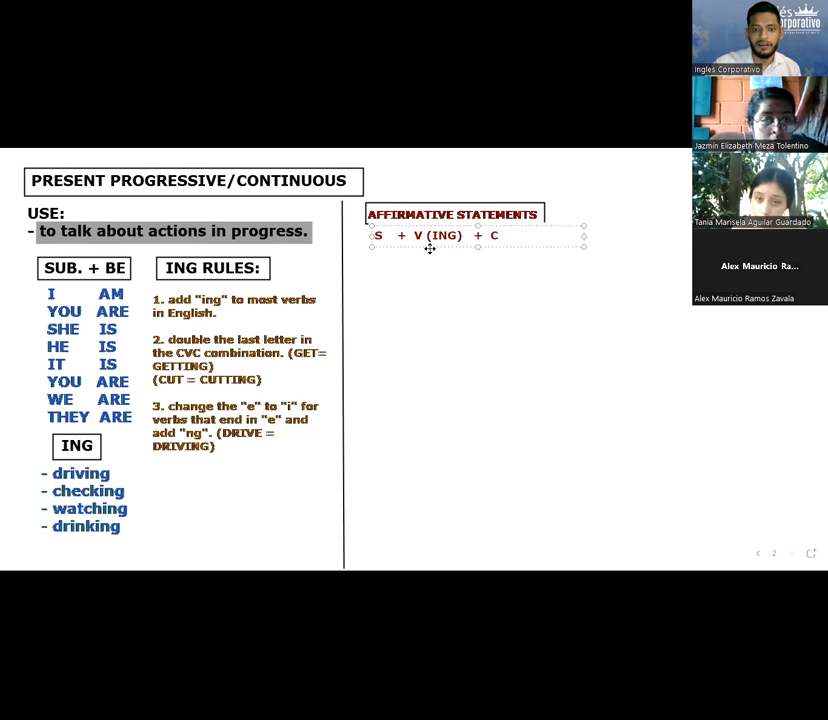 PRESENT PROGRESSIVE/CONTINUOUS
USE:
- to talk about actions in progress.
SUB. + BE
I AM
YOU ARE
SHE IS
HE IS
IT IS
YOU ARE
WE ARE
THEY ARE
ING
- driving
- checking
- watching
- drinking
ING RULES:
1. add "ing" to most verbs
in English.
2. double the last letter in
the CVC combination. (GET=
GETTING)
(CUT = CUTTING)
3. change the "e" to "i" for
verbs that end in "e" and
add "ng". (DRIVE =
DRIVING)
AFFIRMATIVE STATEMENTS
S + V (ING) + C
2
Ingles Corporativo
Jazmín Elizabeth Meza Tolentino
Tania Marisela Aguilar Guardado
Alex Mauricio Ra...
Alex Mauricio Ramos Zavala